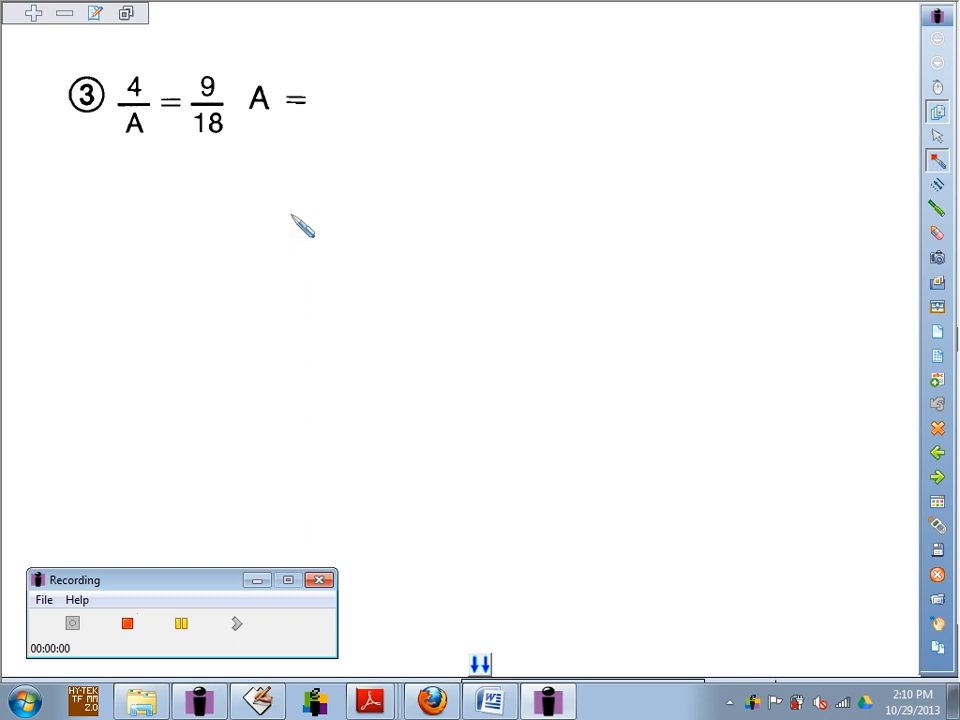 ③ 4/A = 9/18 A =
Recording
File Help
00:00:00
HY-TEK
TF MM
2.0
2:10 PM
10/29/2013